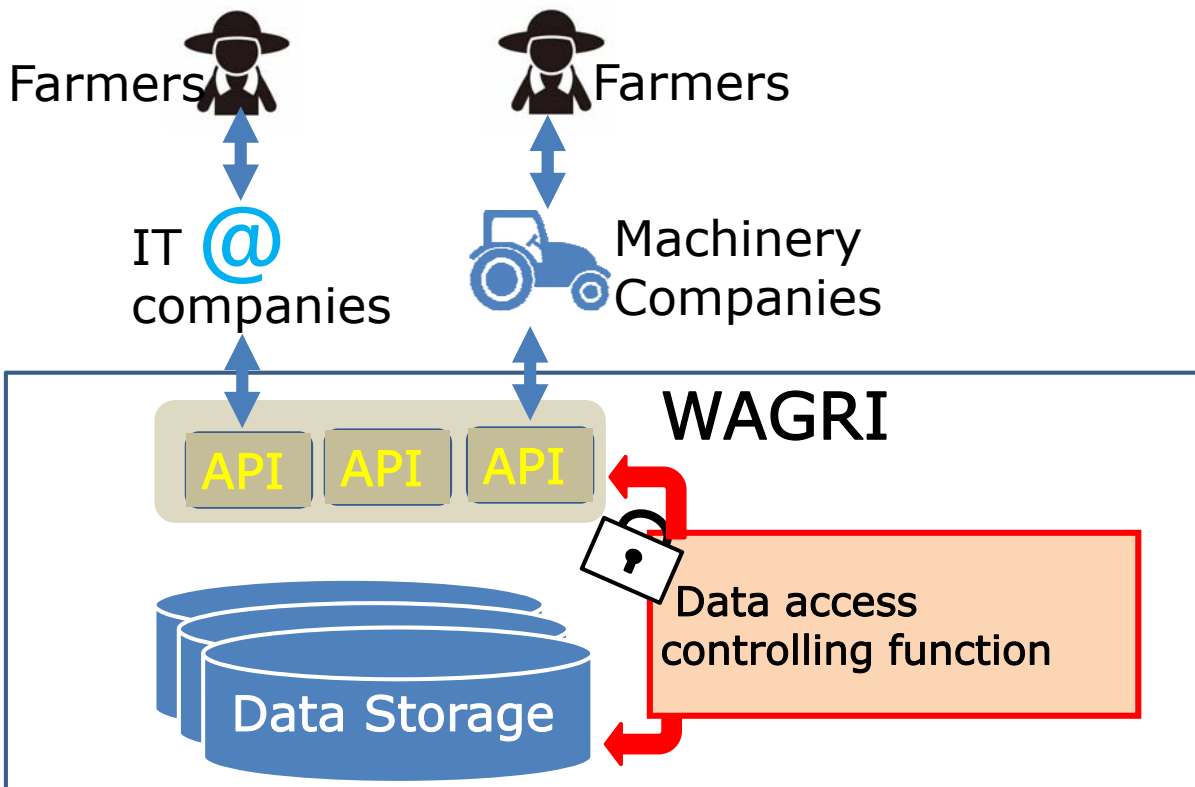 Farmers
Farmers
IT @
companies
Machinery
Companies
WAGRI
API
API
API
Data access
controlling function
Data Storage